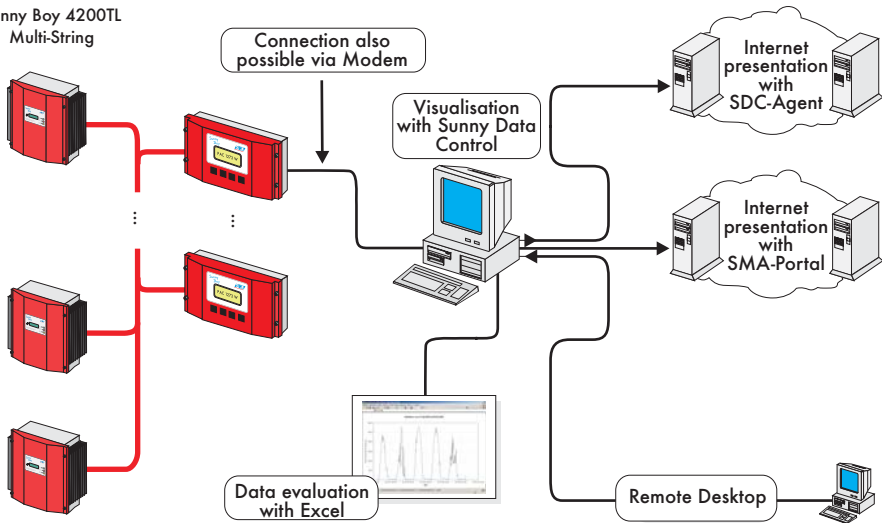 nny Boy 4200TL
Multi-String
Connection also
possible via Modem
Visualisation
with Sunny Data
Control
Internet
presentation
with
SDC-Agent
Internet
presentation
with
SMA-Portal
Data evaluation
with Excel
Remote Desktop